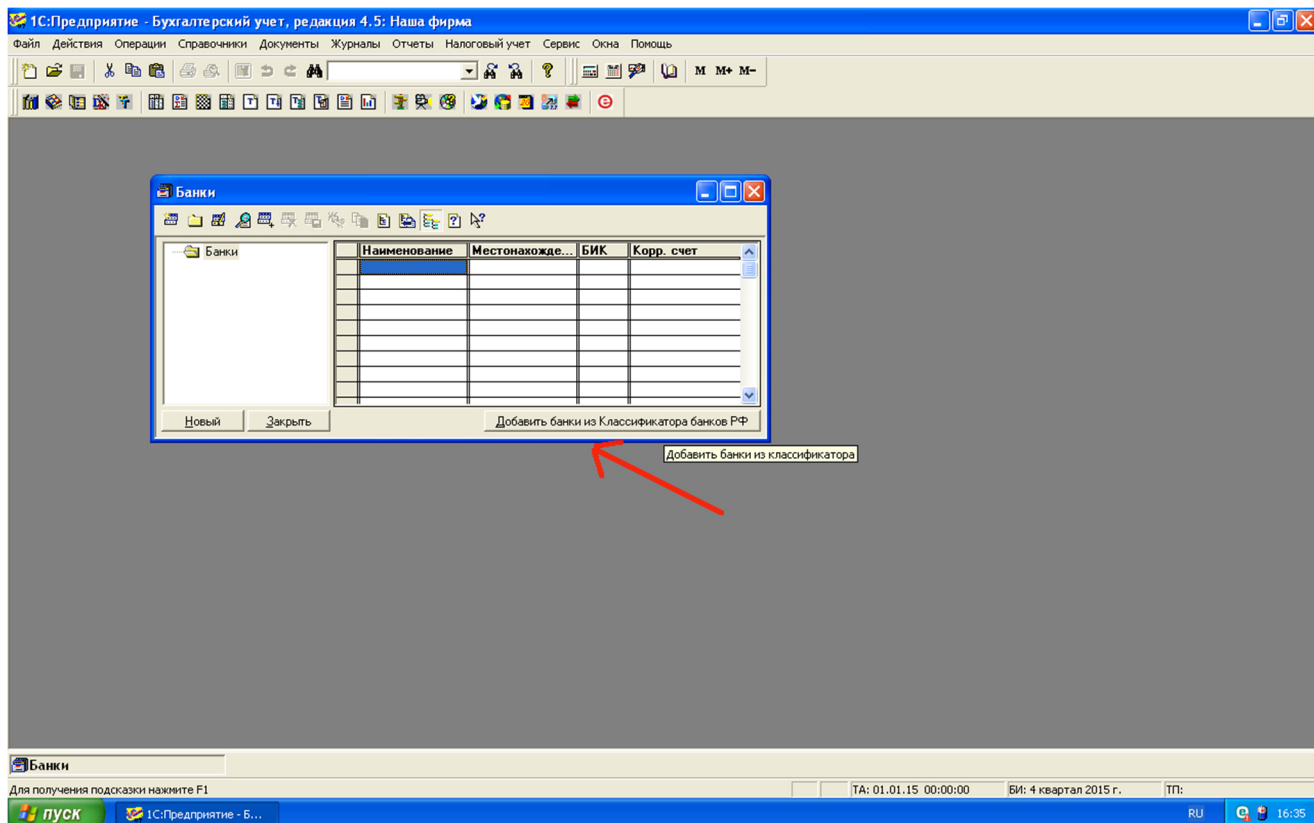 1С:Предприятие - Бухгалтерский учет, редакция 4.5: Наша фирма
Файл Действия Операции Справочники Документы Журналы Отчеты Налоговый учет Сервис Окна Помощь
M M+ M-
Банки
Банки
Наименование Местонахожде... БИК Корр. счет
Новый Закрыть Добавить банки из Классификатора банков РФ
Добавить банки из классификатора
Банки
Для получения подсказки нажмите F1 ТА: 01.01.15 00:00:00 БИ: 4 квартал 2015 г. ТП:
пуск 1С:Предприятие - Б... RU 16:35